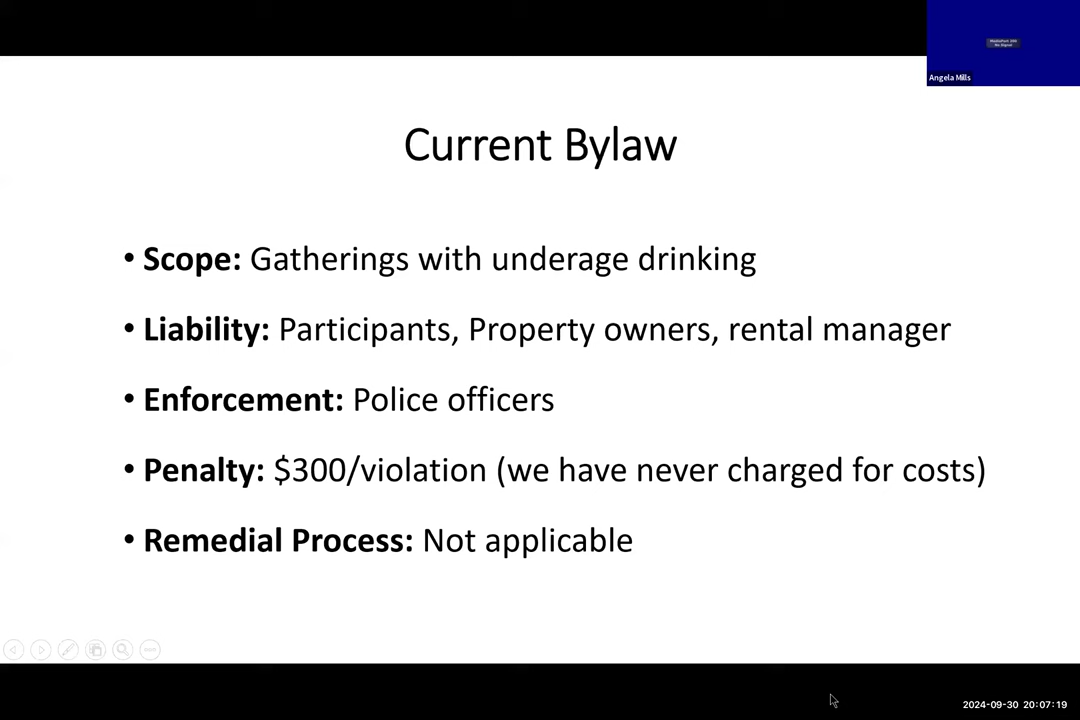 Angela Mills
Current Bylaw
• Scope: Gatherings with underage drinking
• Liability: Participants, Property owners, rental manager
• Enforcement: Police officers
• Penalty: $300/violation (we have never charged for costs)
• Remedial Process: Not applicable
2024-09-30 20:07:19